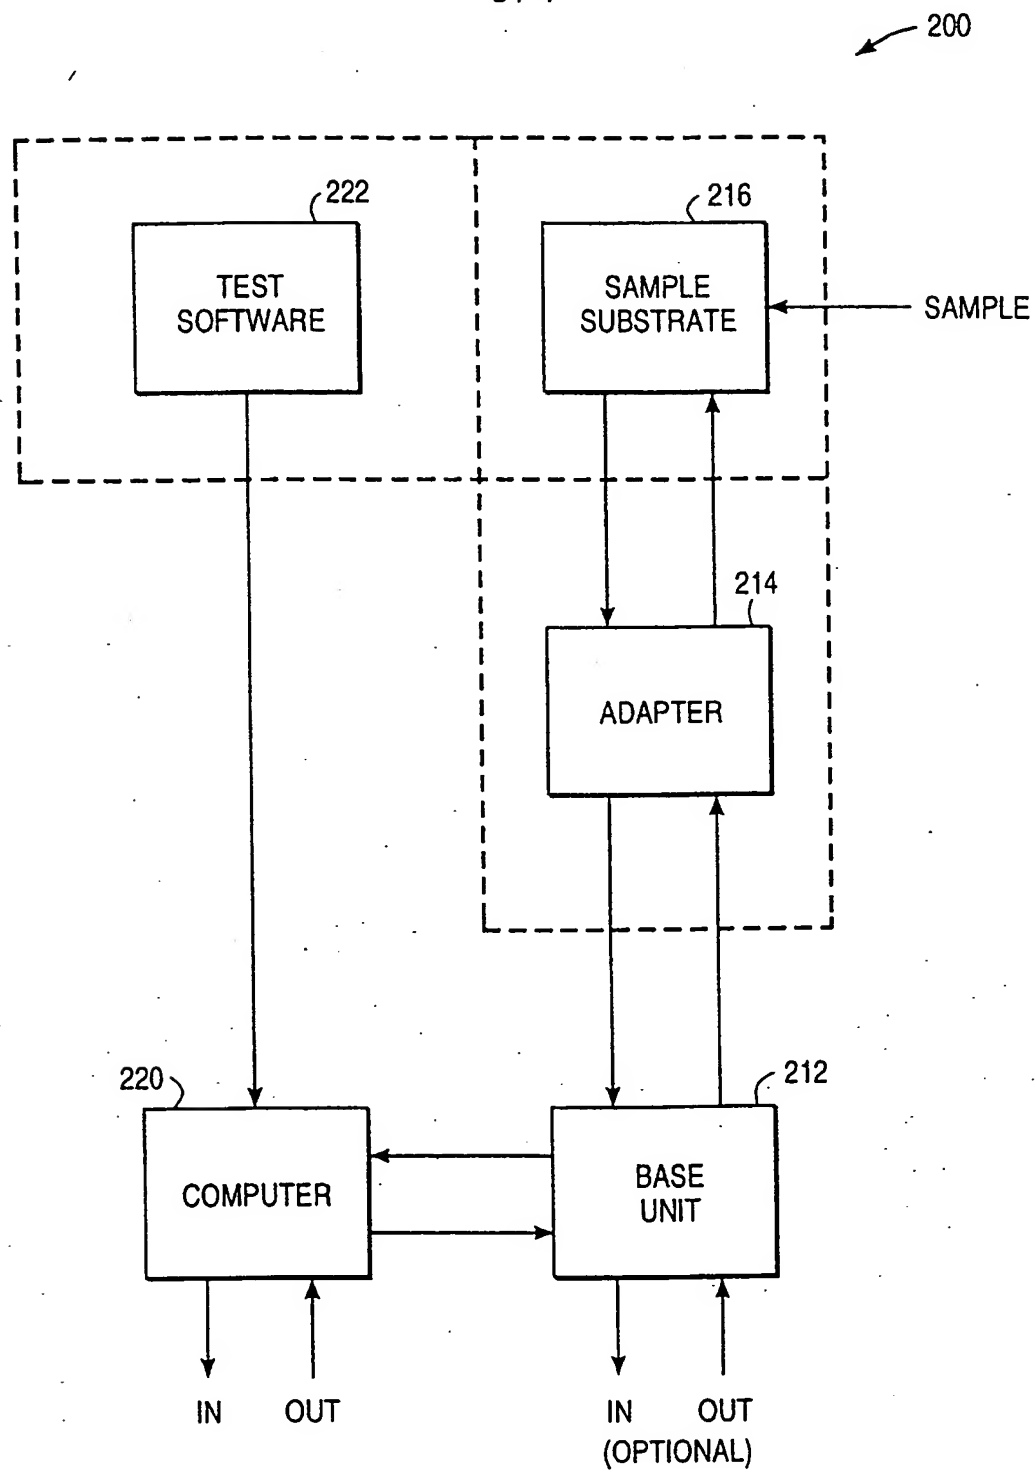 200
222
216
TEST
SOFTWARE
SAMPLE
SUBSTRATE
SAMPLE
214
ADAPTER
220
212
COMPUTER
BASE
UNIT
IN OUT
IN OUT
(OPTIONAL)